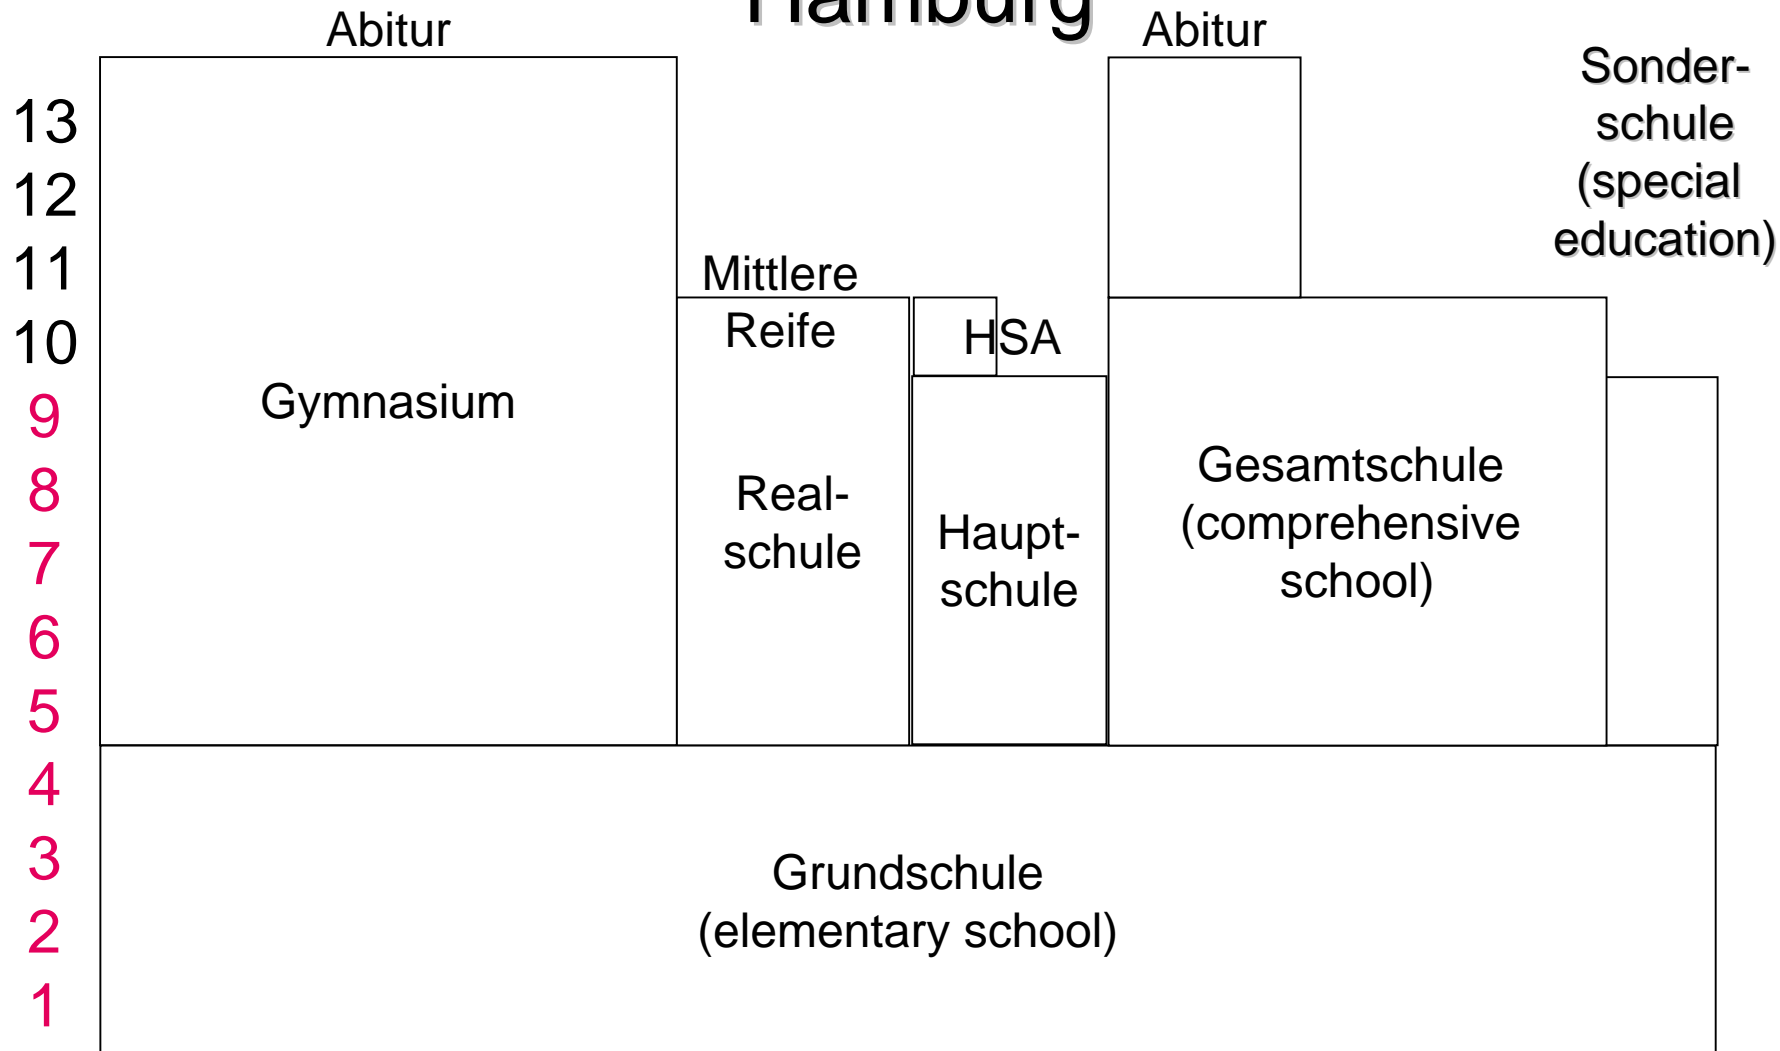 Hamburg
Abitur
Abitur
Sonder-
schule
(special
education)
13
12
11
10
9
8
7
6
5
4
3
2
1
Mittlere
Reife
HSA
Gymnasium
Real-
schule
Haupt-
schule
Gesamtschule
(comprehensive
school)
Grundschule
(elementary school)